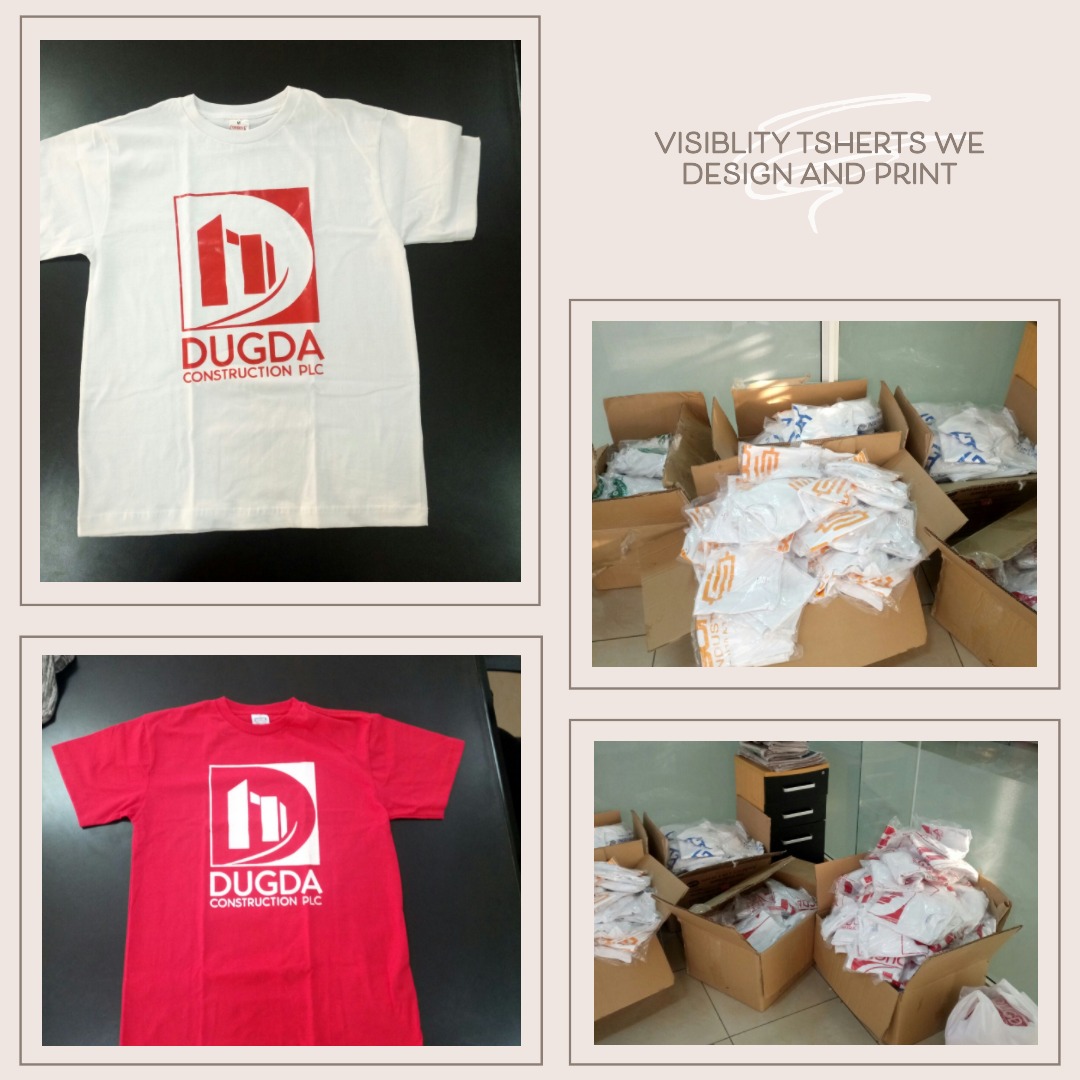 VISIBLITY TSHERTS WE
DESIGN AND PRINT
DUGDA
CONSTRUCTION PLC
DUGDA
CONSTRUCTION PLC